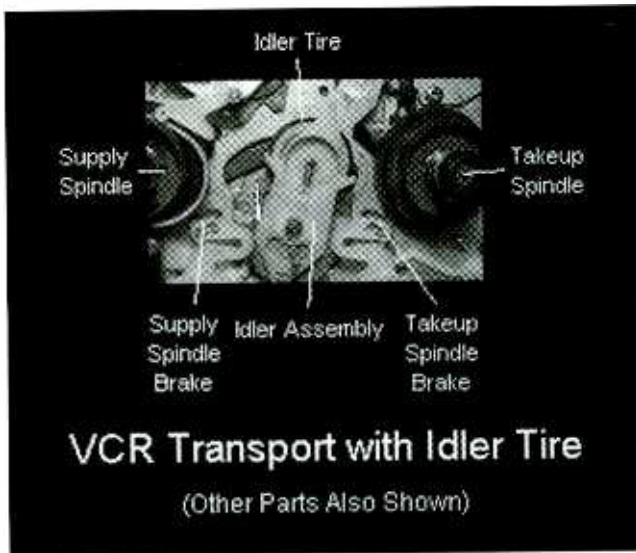 Idler Tire
Supply
Spindle
Takeup
Spindle
Supply
Spindle
Brake
Idler Assembly
Takeup
Spindle
Brake
VCR Transport with Idler Tire
(Other Parts Also Shown)